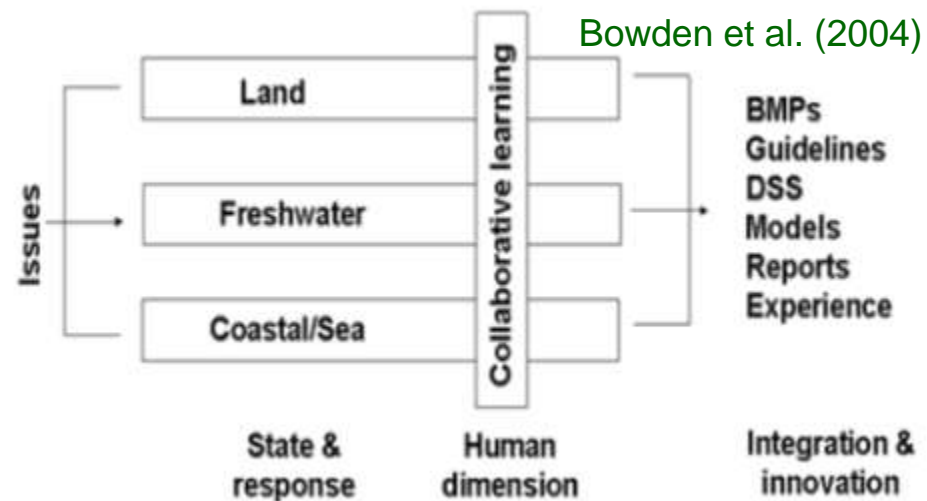 Bowden et al. (2004)
Issues
Land
Freshwater
Coastal/Sea
Collaborative learning
BMPs
Guidelines
DSS
Models
Reports
Experience
State &
response
Human
dimension
Integration &
innovation